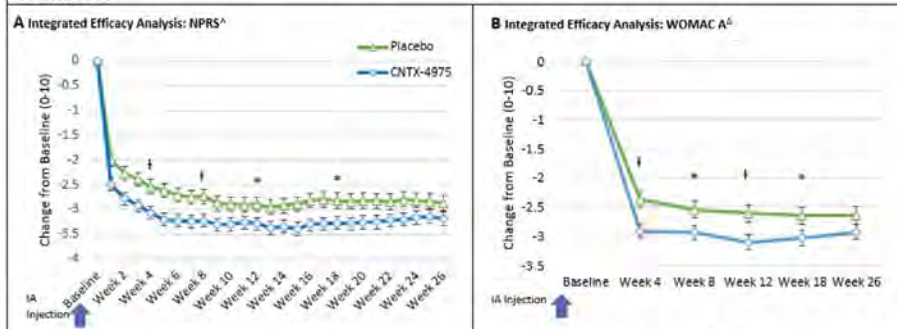 A Integrated Efficacy Analysis: NPRS^
Placebo
CNTX-4975
Change from Baseline (0-10)
0
-0.5
-1
-1.5
-2
-2.5
-3
-3.5
-4
ƚ
ƚ
*
*
Baseline
Week 2
Week 4
Week 6
Week 8
Week 10
Week 12
Week 14
Week 16
Week 18
Week 20
Week 22
Week 24
Week 26
IA
Injection
B Integrated Efficacy Analysis: WOMAC A^Δ
Change from Baseline (0-10)
0
-0.5
-1
-1.5
-2
-2.5
-3
-3.5
ƚ
*
ƚ
*
Baseline
Week 4
Week 8
Week 12
Week 18
Week 26
IA Injection